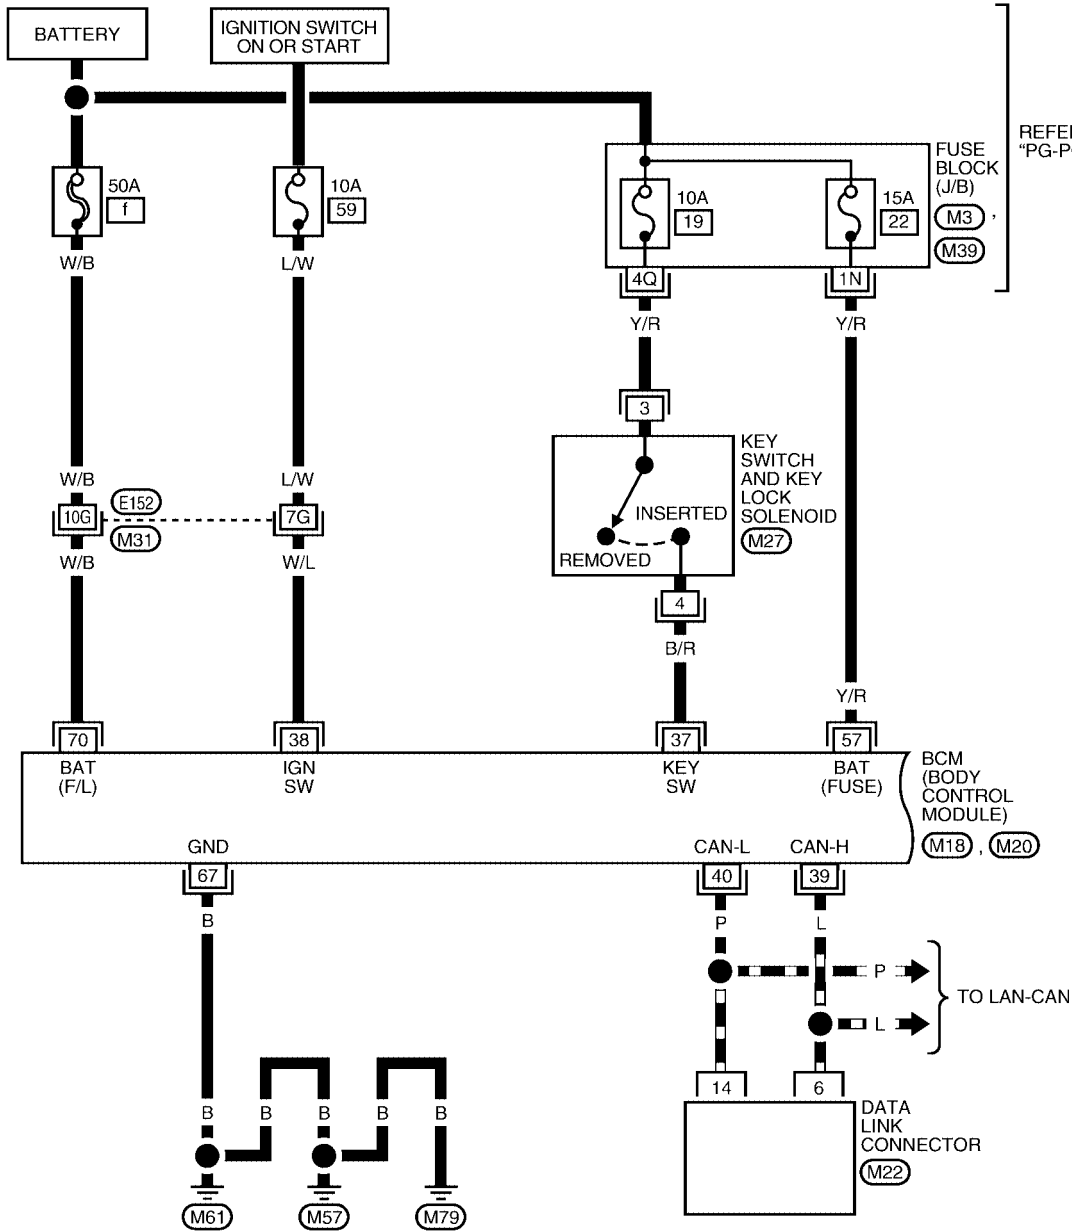 BATTERY
IGNITION SWITCH
ON OR START
REFE
"PG-P
FUSE
BLOCK
(J/B)
M3 ,
M39
50A
f
10A
59
10A
19
15A
22
W/B
L/W
4Q
1N
Y/R
Y/R
3
KEY
SWITCH
AND KEY
LOCK
SOLENOID
M27
INSERTED
REMOVED
W/B
L/W
10G
E152
M31
7G
W/B
W/L
4
B/R
Y/R
70
38
37
57
BAT
(F/L)
IGN
SW
KEY
SW
BAT
(FUSE)
BCM
(BODY
CONTROL
MODULE)
M18 , M20
GND
CAN-L
CAN-H
67
40
39
B
P
L
P
L
TO LAN-CAN
14
6
DATA
LINK
CONNECTOR
M22
B
B
B
B
B
M61
M57
M79